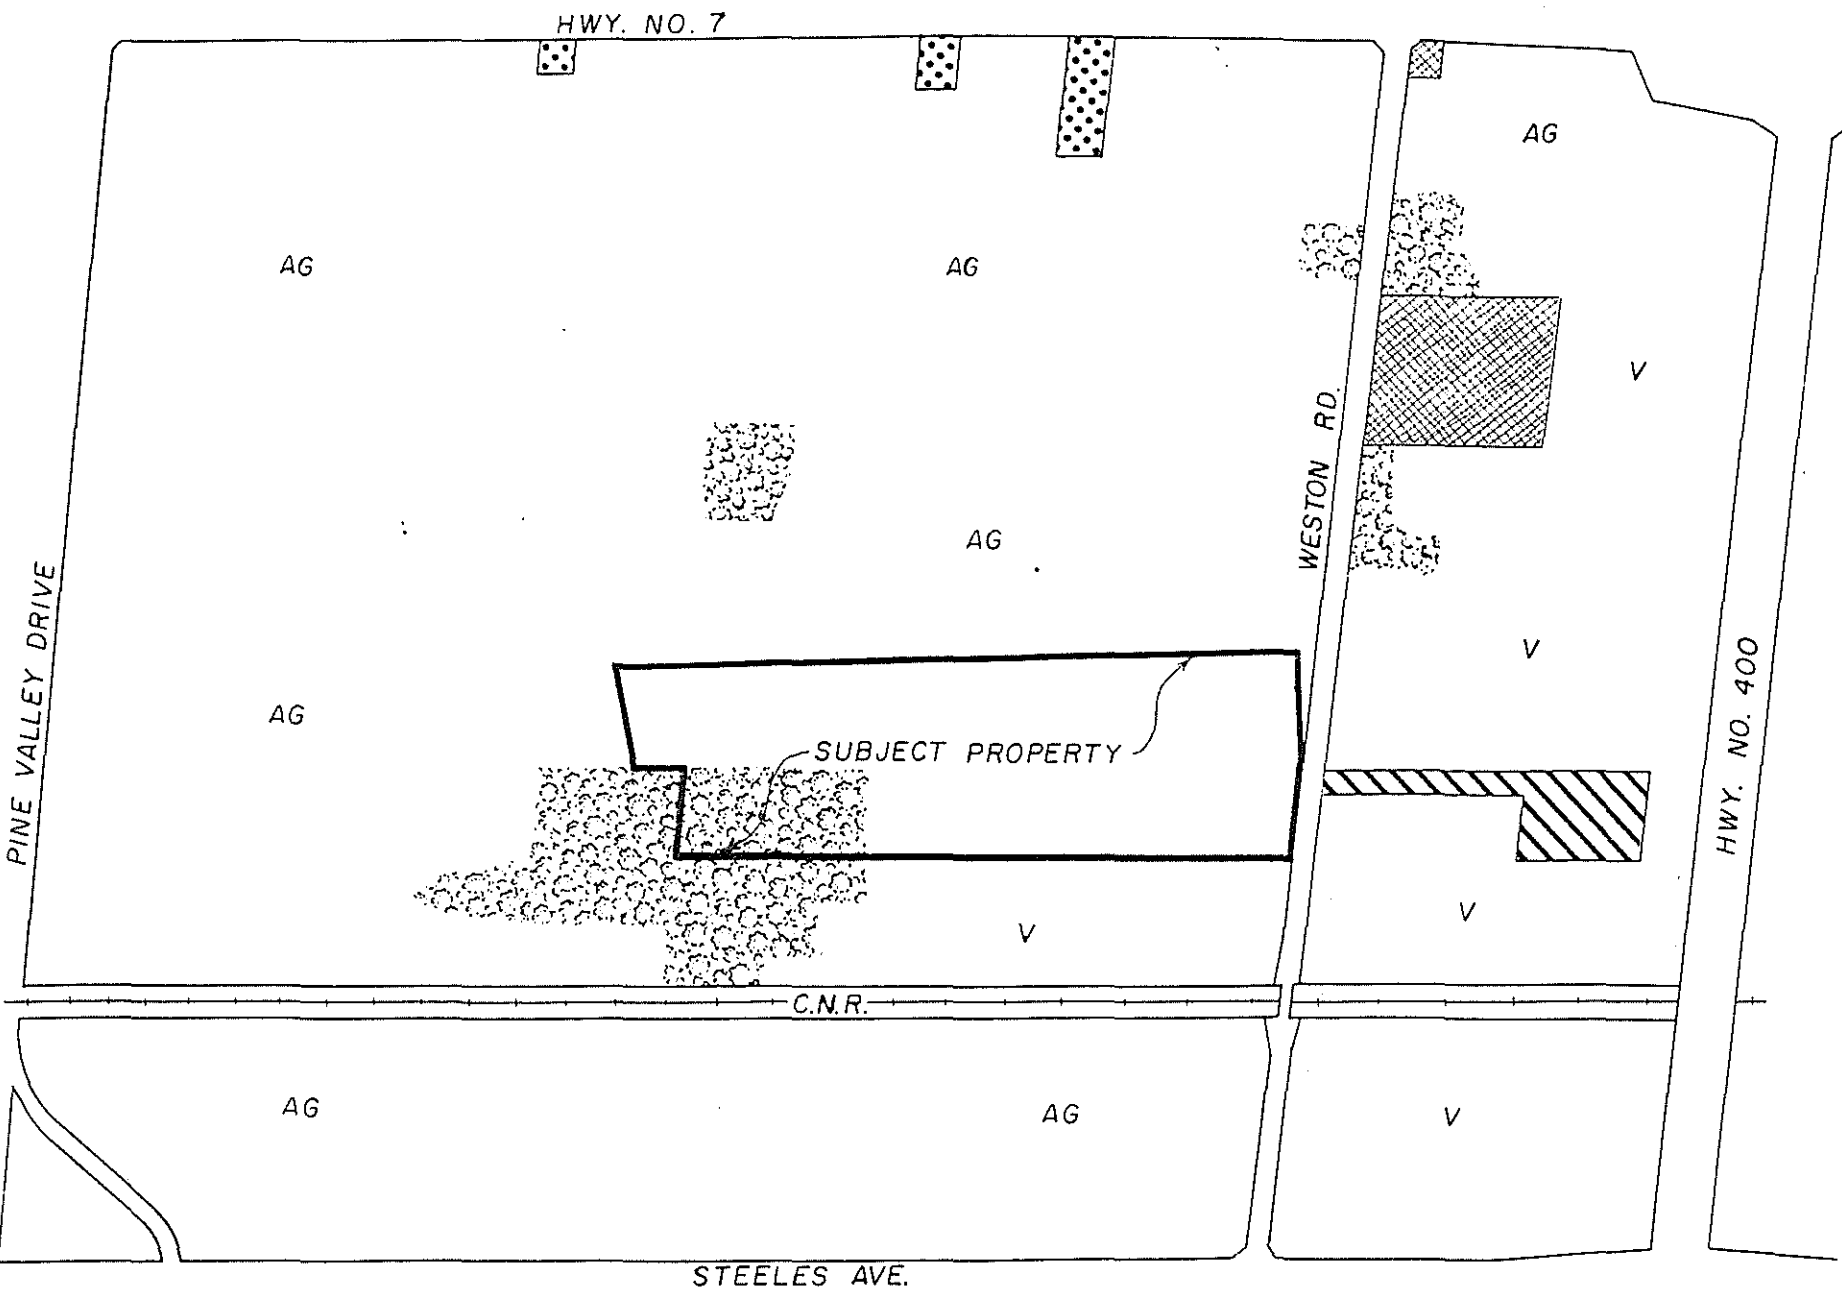 HWY. NO. 7
AG
AG
AG
V
WESTON RD.
AG
PINE VALLEY DRIVE
V
HWY. NO. 400
AG
SUBJECT PROPERTY
V
V
C.N.R.
AG
AG
V
STEELES AVE.